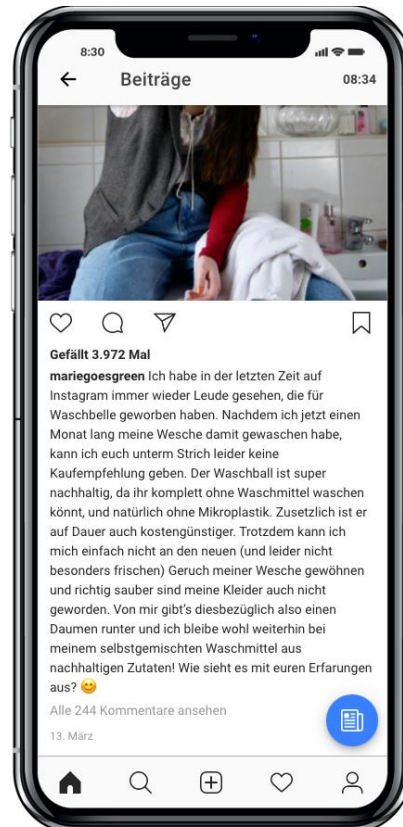 8:30
Beiträge
08:34
Gefällt 3.972 Mal
mariegoesgreen Ich habe in der letzten Zeit auf
Instagram immer wieder Leude gesehen, die für
Waschbelle geworben haben. Nachdem ich jetzt einen
Monat lang meine Wesche damit gewaschen habe,
kann ich euch unterm Strich leider keine
Kaufempfehlung geben. Der Waschball ist super
nachhaltig, da ihr komplett ohne Waschmittel waschen
könnt, und natürlich ohne Mikroplastik. Zusetzlich ist er
auf Dauer auch kostengünstiger. Trotzdem kann ich
mich einfach nicht an den neuen (und leider nicht
besonders frischen) Geruch meiner Wesche gewöhnen
und richtig sauber sind meine Kleider auch nicht
geworden. Von mir gibt's diesbezüglich also einen
Daumen runter und ich bleibe wohl weiterhin bei
meinem selbstgemischten Waschmittel aus
nachhaltigen Zutaten! Wie sieht es mit euren Erfarungen
aus? 😊
Alle 244 Kommentare ansehen
13. März